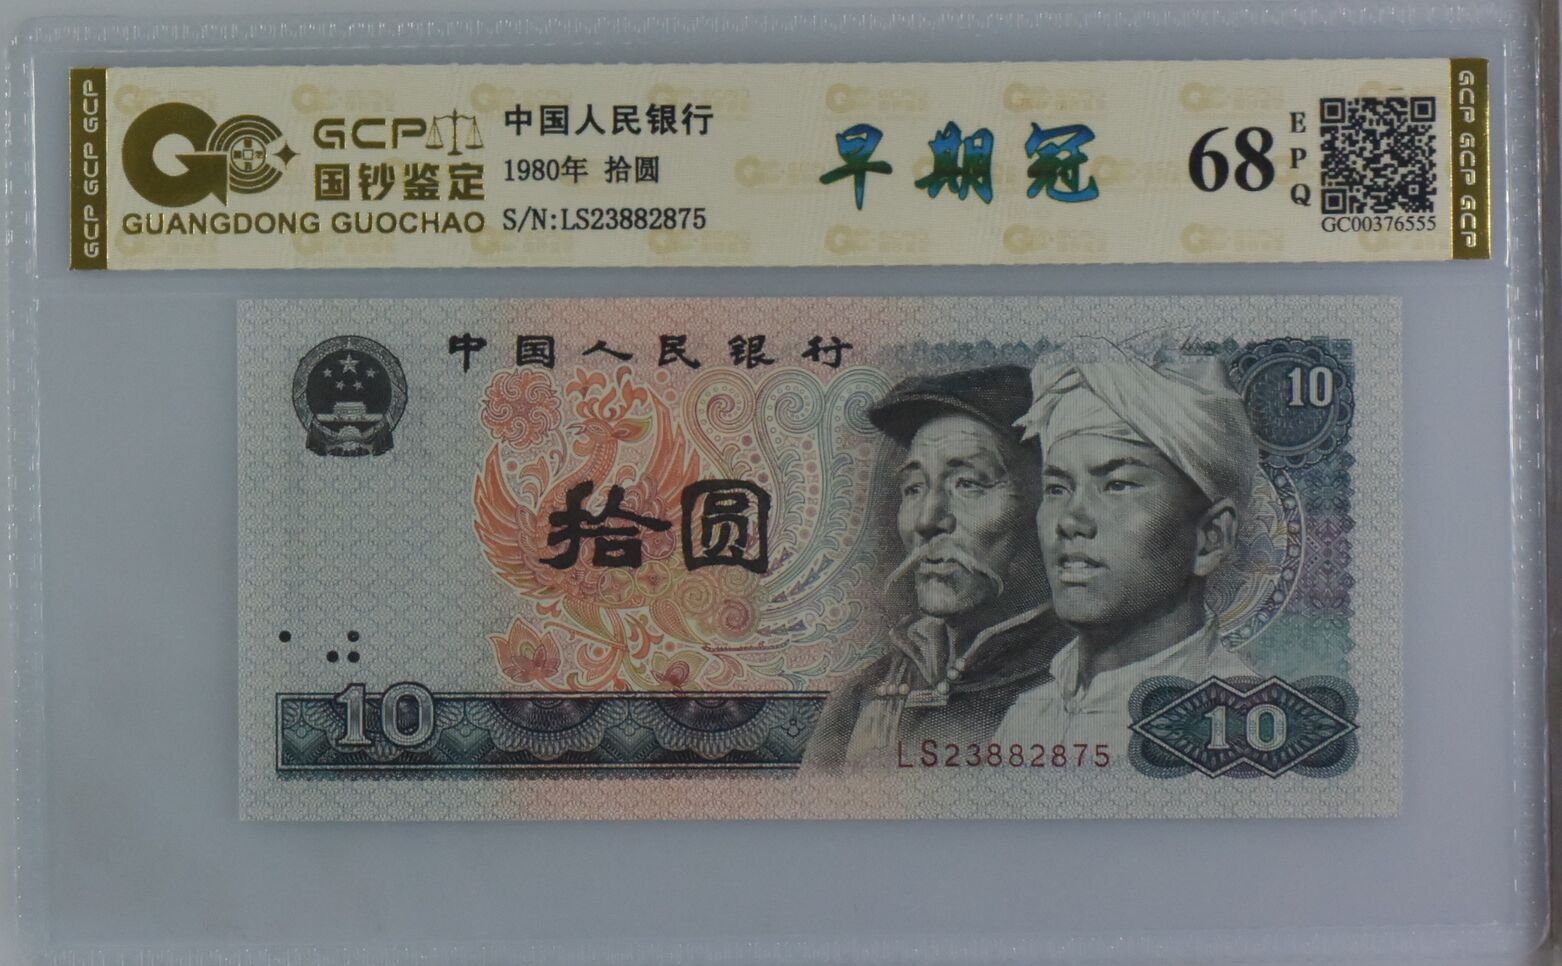 GCP
国钞鉴定
GUANGDONG GUOCHAO
中国人民银行
1980年 拾圆
S/N:LS23882875
早期冠
68
EPQ
GC00376555
GCP GCP GCP
GCP GCP GCP
中国人民银行
10
拾圆
10
LS23882875
10